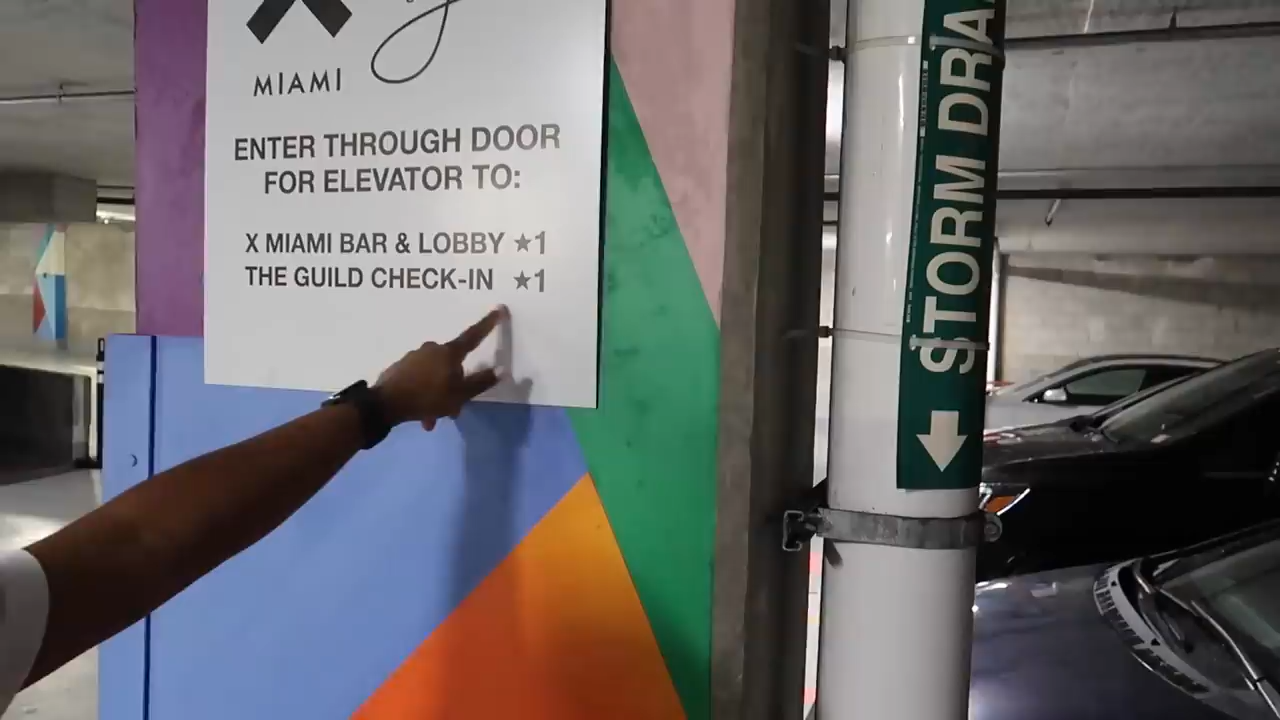 X
MIAMI
ENTER THROUGH DOOR
FOR ELEVATOR TO:
X MIAMI BAR & LOBBY ★1
THE GUILD CHECK-IN ★1
STORM DRA